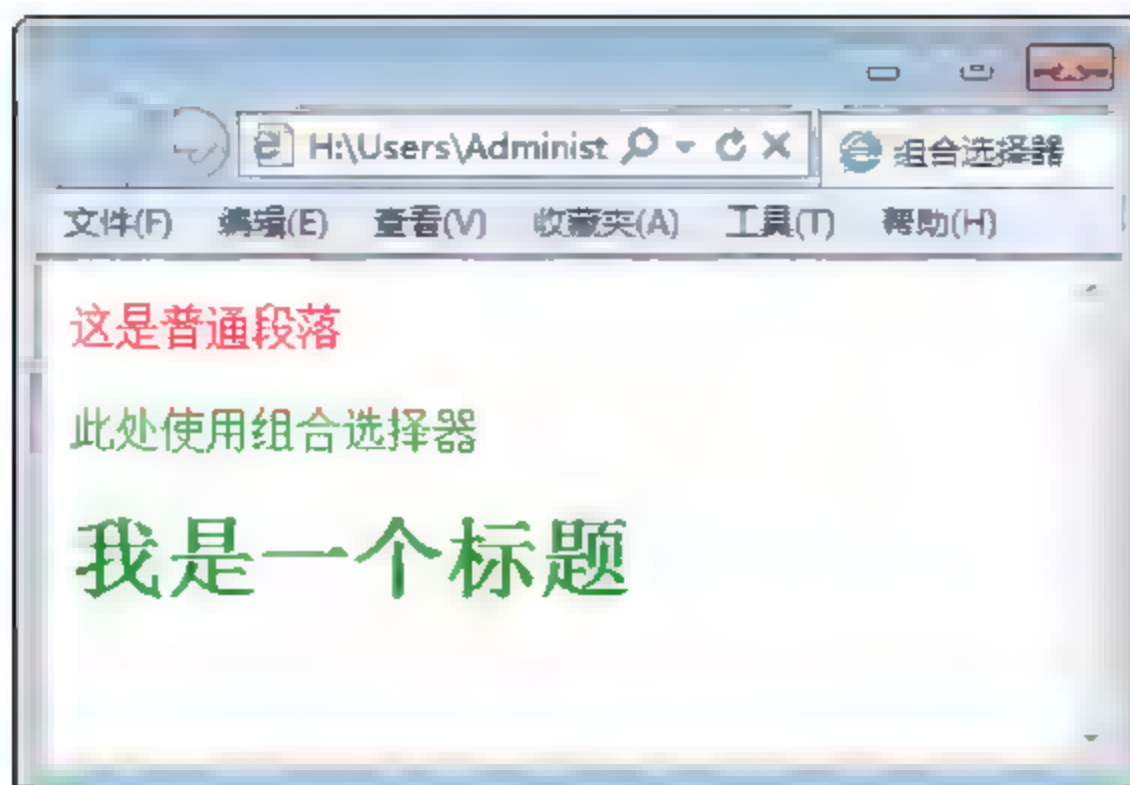 H:\Users\Administ 组合选择器
文件(F) 编辑(E) 查看(V) 收藏夹(A) 工具(T) 帮助(H)
这是普通段落
此处使用组合选择器
我是一个标题